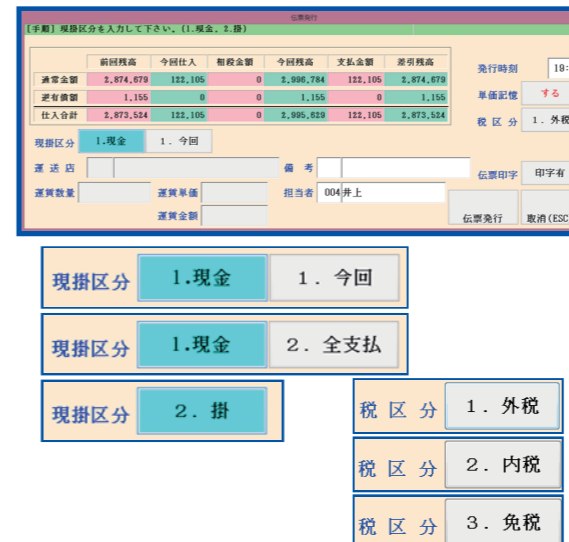 伝票発行
[手順] 現掛区分を入力して下さい。(1.現金、2.掛)
前回残高 今回仕入 相殺金額 今回残高 支払金額 差引残高
通常金額 2,874,679 122,105 0 2,996,784 122,105 2,874,679
逆有償額 1,155 0 0 1,155 0 1,155
仕入合計 2,873,524 122,105 0 2,995,629 122,105 2,873,524
発行時刻 19:
単価記憶 する
税 区 分 1. 外税
現掛区分 1.現金 1. 今回
運 送 店 備 考
伝票印字 印字有
運賃数量 運賃単価 担当者 004 井上
運賃金額
伝票発行 取消(ESC
現掛区分 1.現金 1. 今回
現掛区分 1.現金 2. 全支払
現掛区分 2. 掛
税 区 分 1. 外税
税 区 分 2. 内税
税 区 分 3. 免税